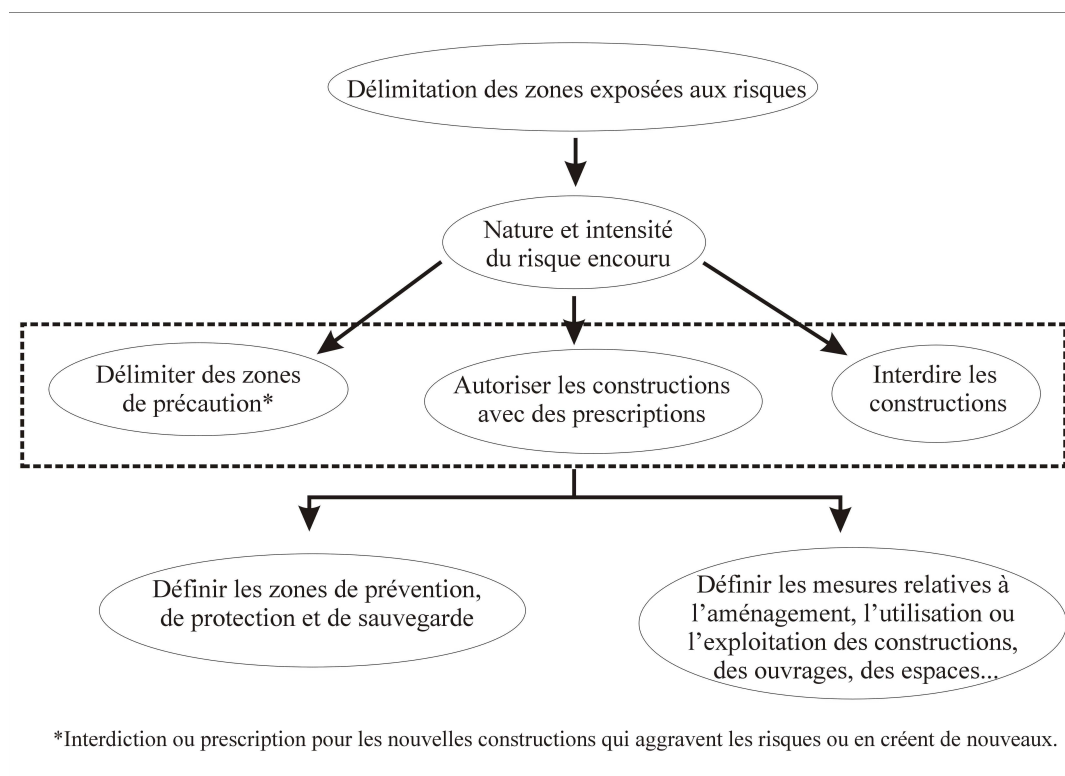 Délimitation des zones exposées aux risques
Nature et intensité
du risque encouru
Délimiter des zones
de précaution*
Autoriser les constructions
avec des prescriptions
Interdire les
constructions
Définir les zones de prévention,
de protection et de sauvegarde
Définir les mesures relatives à
l'aménagement, l'utilisation ou
l'exploitation des constructions,
des ouvrages, des espaces...
*Interdiction ou prescription pour les nouvelles constructions qui aggravent les risques ou en créent de nouveaux.